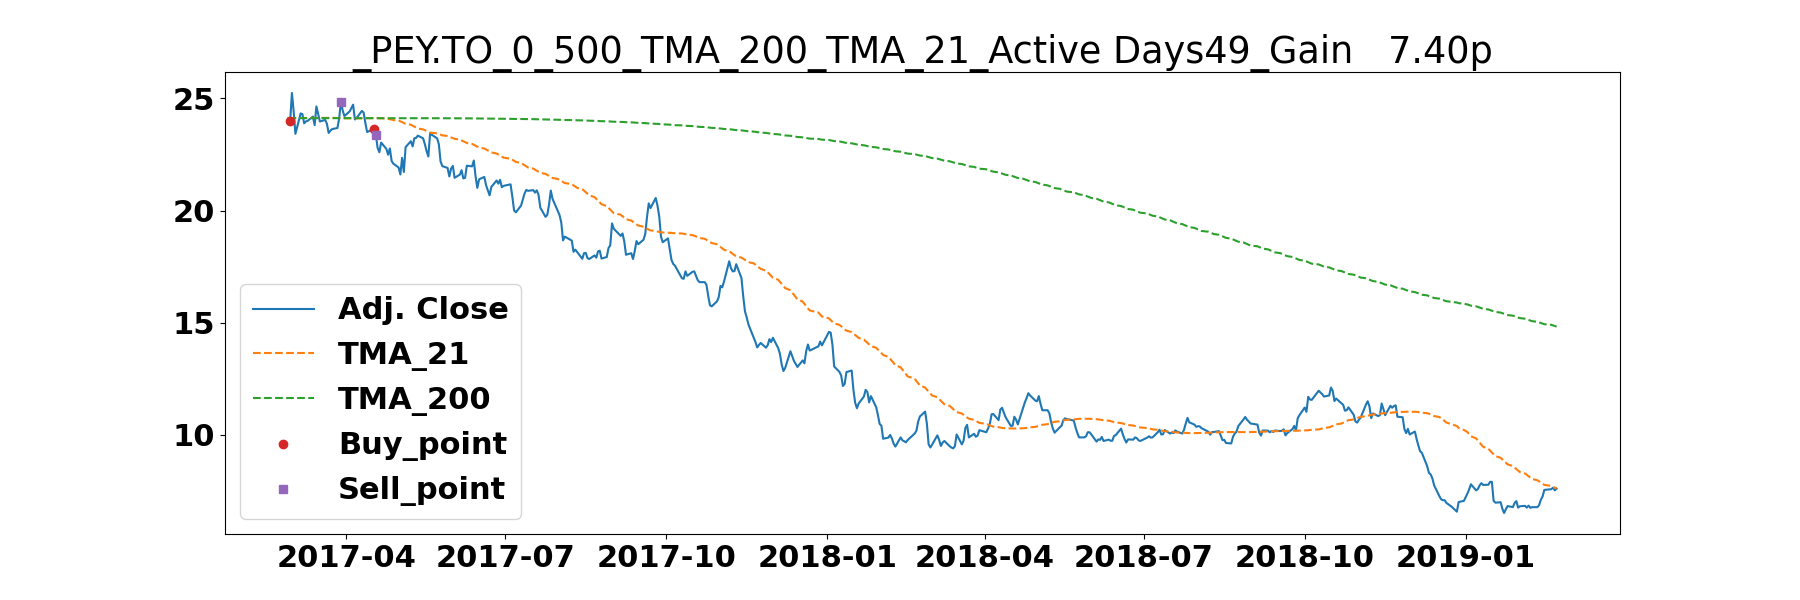 _PEY.TO_0_500_TMA_200_TMA_21_Active Days49_Gain   7.40p
25
20
15
10
Adj. Close
TMA_21
TMA_200
Buy_point
Sell_point
2017-04 2017-07 2017-10 2018-01 2018-04 2018-07 2018-10 2019-01